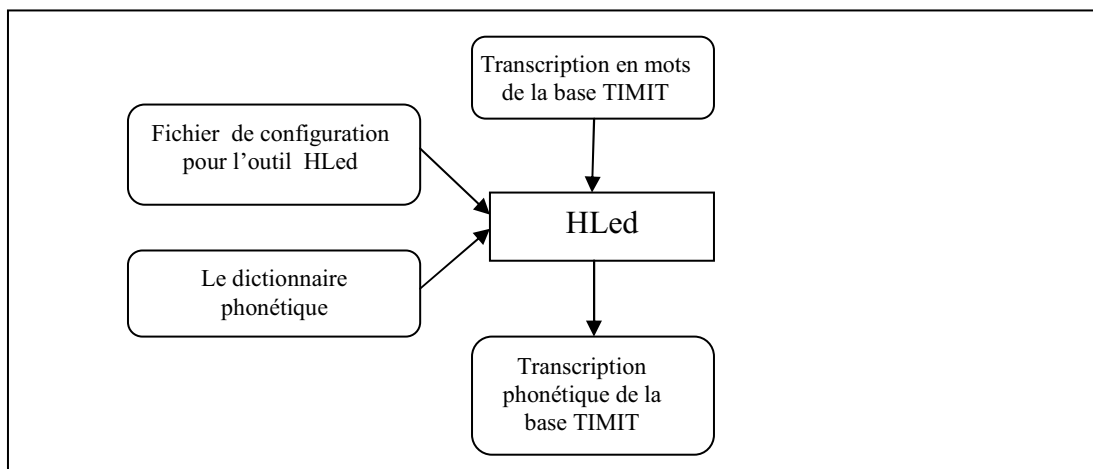 Transcription en mots
de la base TIMIT
Fichier de configuration
pour l'outil HLed
HLed
Le dictionnaire
phonétique
Transcription
phonétique de la
base TIMIT